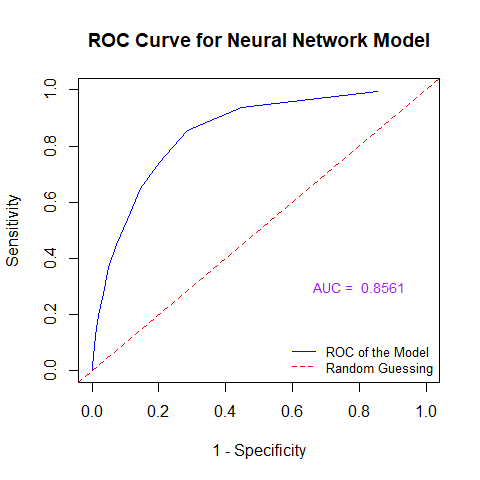 ROC Curve for Neural Network Model
1.0
0.8
0.6
0.4
0.2
0.0
Sensitivity
AUC = 0.8561
ROC of the Model
Random Guessing
0.0 0.2 0.4 0.6 0.8 1.0
1 - Specificity